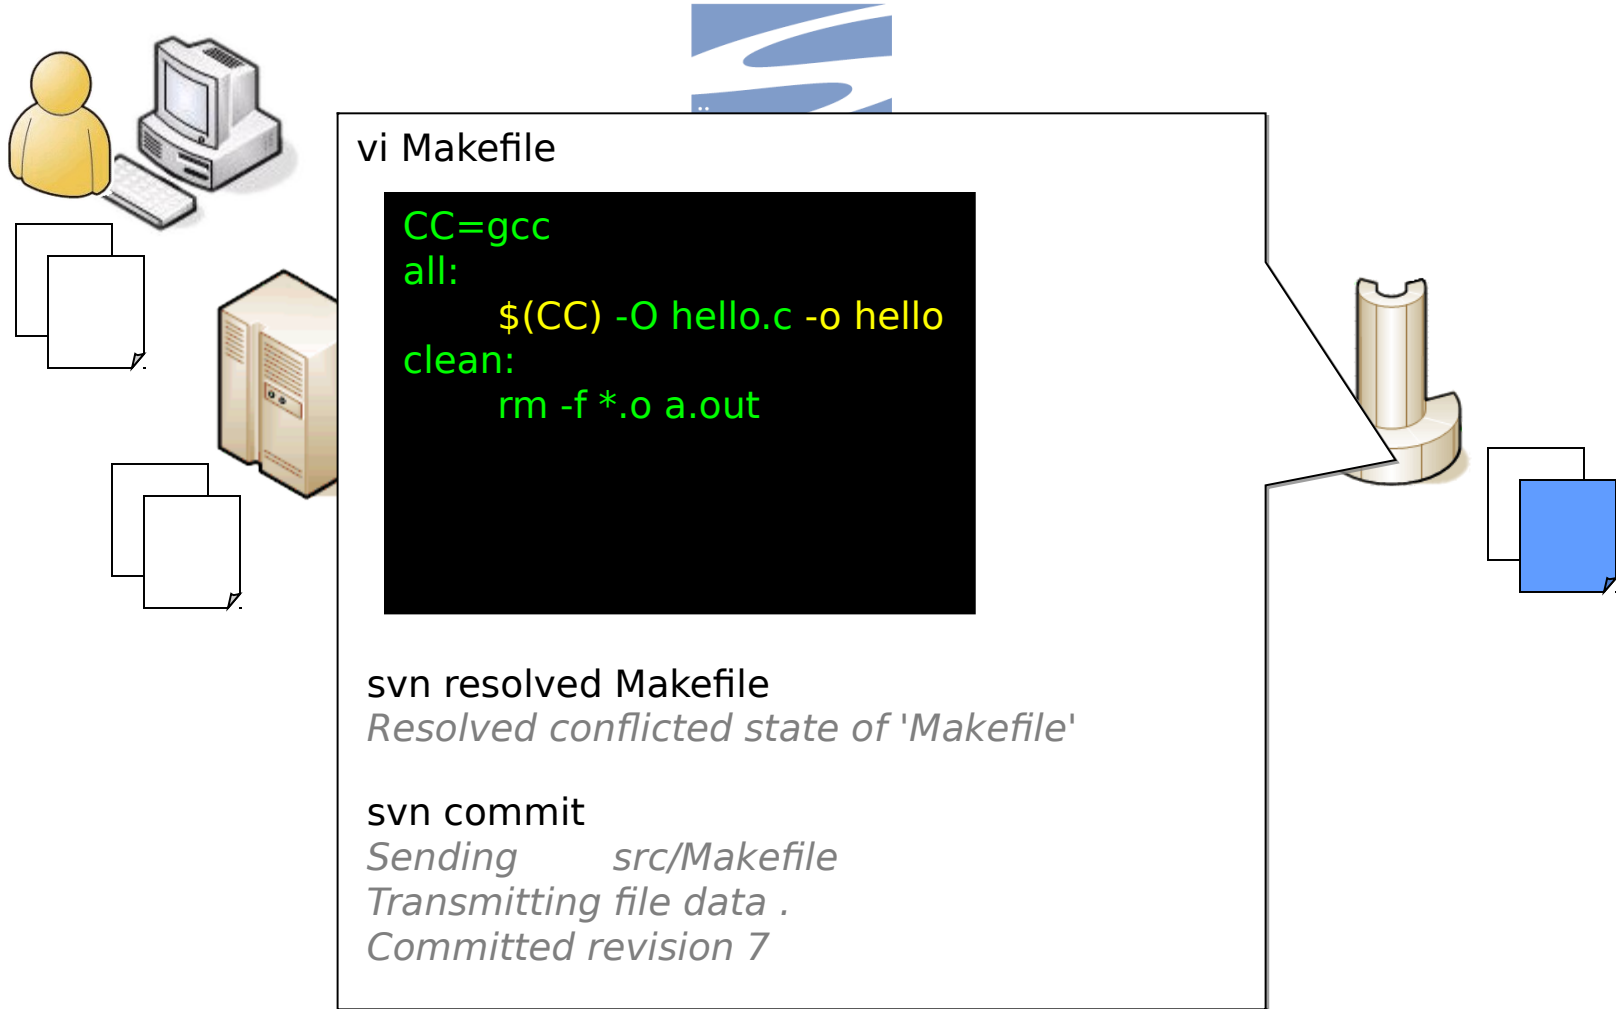 vi Makefile
CC=gcc
all:
$(CC) -O hello.c -o hello
clean:
rm -f *.o a.out
svn resolved Makefile
Resolved conflicted state of 'Makefile'
svn commit
Sending src/Makefile
Transmitting file data .
Committed revision 7